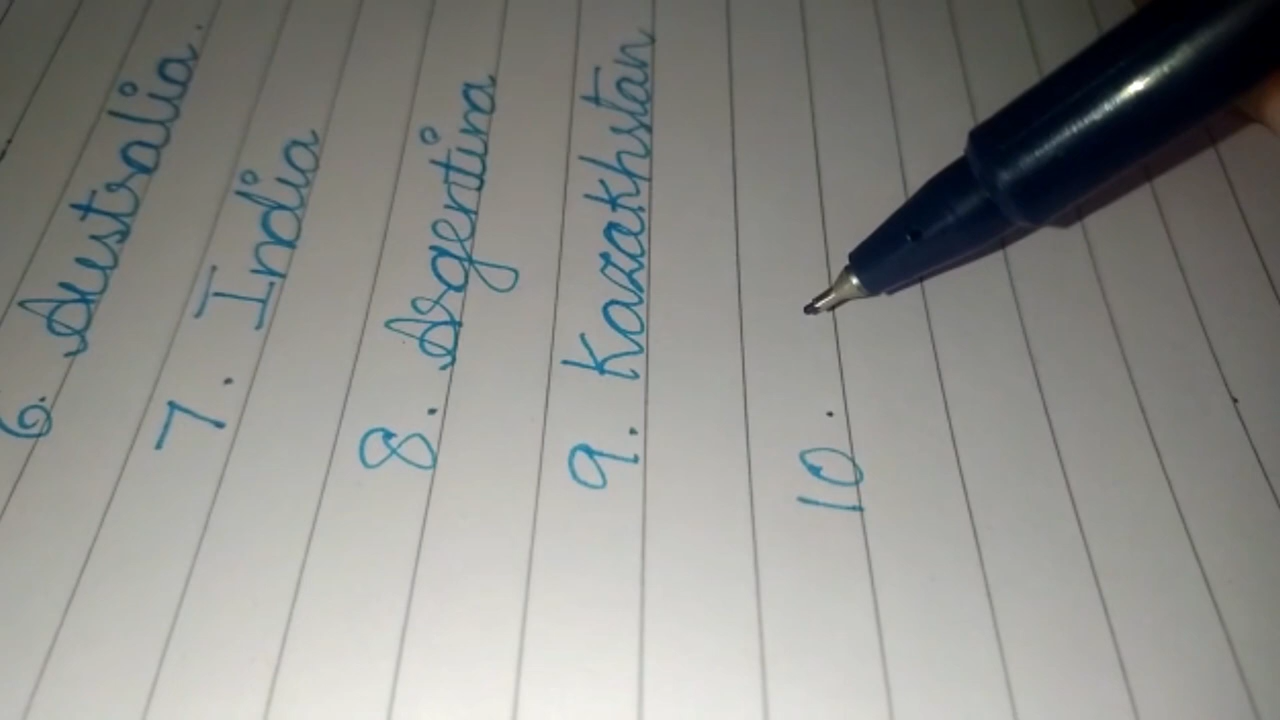 6. Australia.
7. India
8. Argentina
9. Kazakhstan
10.